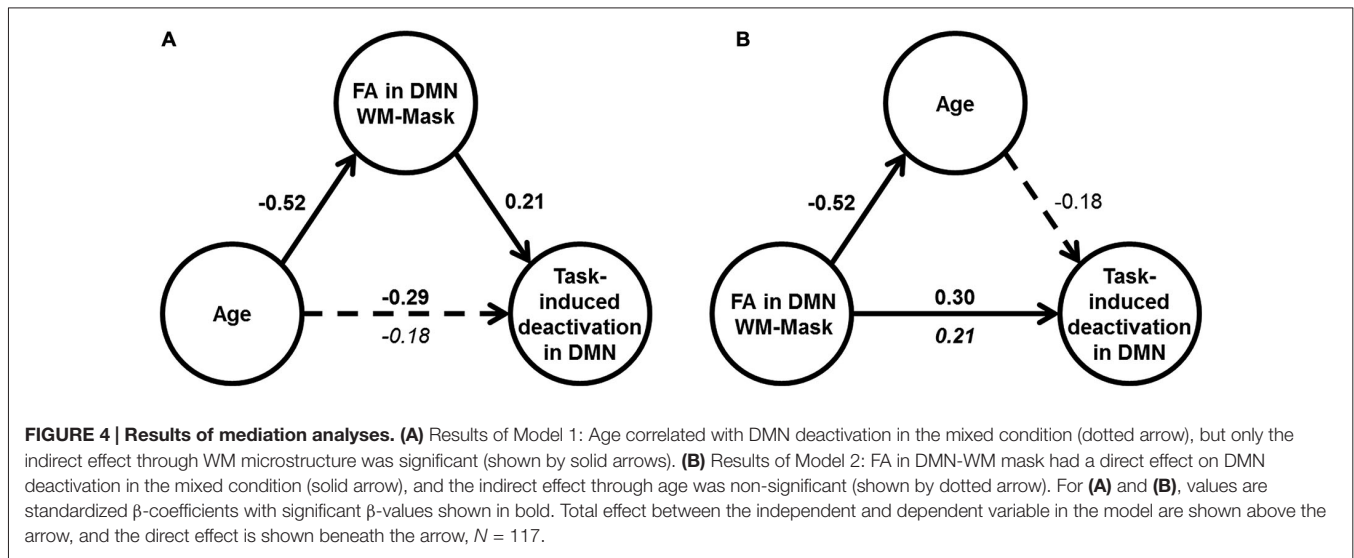 A
FA in DMN
WM-Mask
-0.52
0.21
Age
-0.29
-0.18
Task-
induced
deactivation
in DMN
B
Age
-0.52
-0.18
FA in DMN
WM-Mask
0.30
0.21
Task-
induced
deactivation
in DMN
FIGURE 4 | Results of mediation analyses. (A) Results of Model 1: Age correlated with DMN deactivation in the mixed condition (dotted arrow), but only the
indirect effect through WM microstructure was significant (shown by solid arrows). (B) Results of Model 2: FA in DMN-WM mask had a direct effect on DMN
deactivation in the mixed condition (solid arrow), and the indirect effect through age was non-significant (shown by dotted arrow). For (A) and (B), values are
standardized β-coefficients with significant β-values shown in bold. Total effect between the independent and dependent variable in the model are shown above the
arrow, and the direct effect is shown beneath the arrow, N = 117.